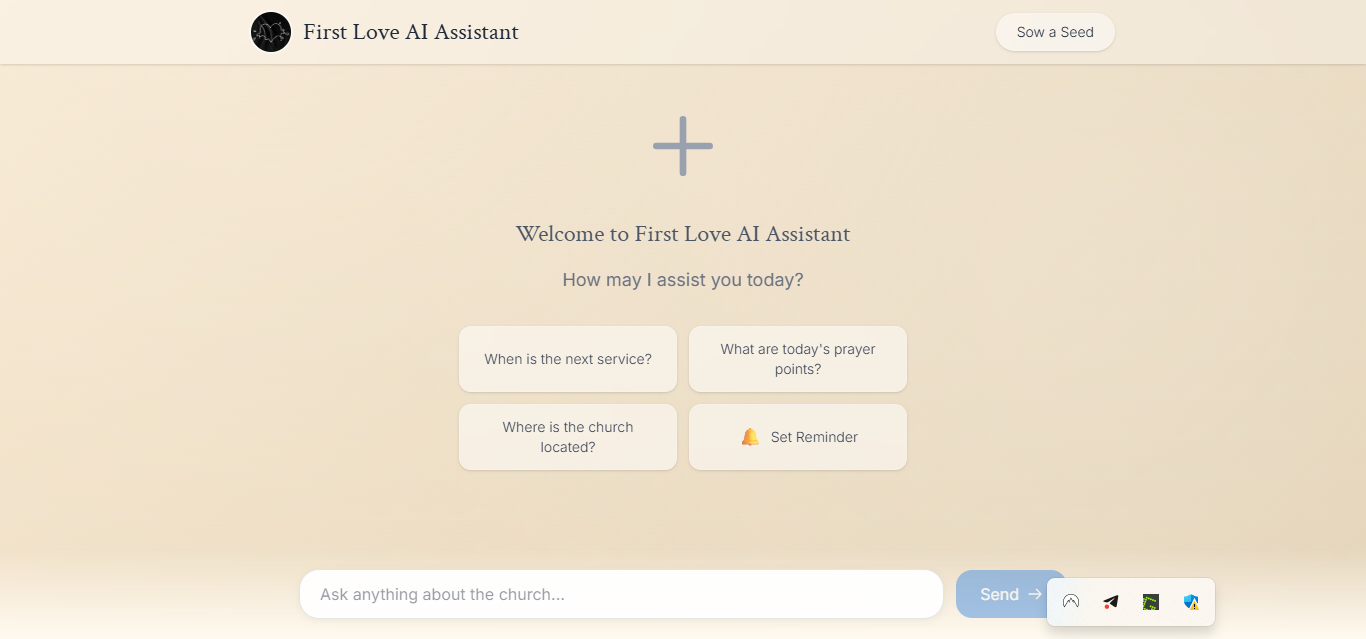 First Love AI Assistant
Sow a Seed
Welcome to First Love AI Assistant
How may I assist you today?
When is the next service?
What are today's prayer
points?
Where is the church
located?
Set Reminder
Ask anything about the church...
Send →